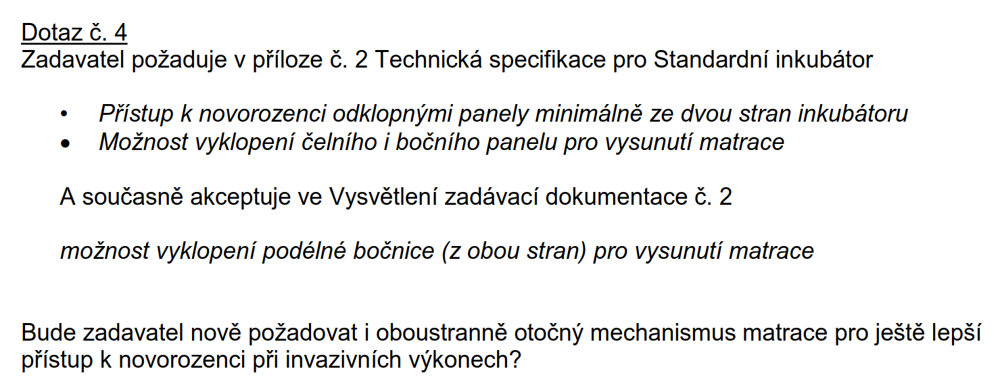 Dotaz č. 4
Zadavatel požaduje v příloze č. 2 Technická specifikace pro Standardní inkubátor
• Přístup k novorozenci odklopnými panely minimálně ze dvou stran inkubátoru
• Možnost vyklopení čelního i bočního panelu pro vysunutí matrace
A současně akceptuje ve Vysvětlení zadávací dokumentace č. 2
možnost vyklopení podélné bočnice (z obou stran) pro vysunutí matrace
Bude zadavatel nově požadovat i oboustranně otočný mechanismus matrace pro ještě lepší
přístup k novorozenci při invazivních výkonech?